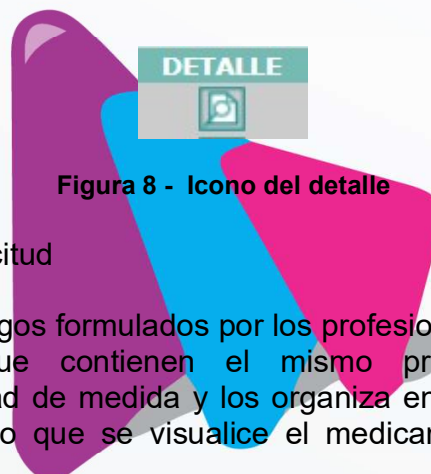 DETALLE
Figura 8 - Icono del detalle
citud
gos formulados por los profesio
ue contienen el mismo pr
ad de medida y los organiza en
o que se visualice el medicar